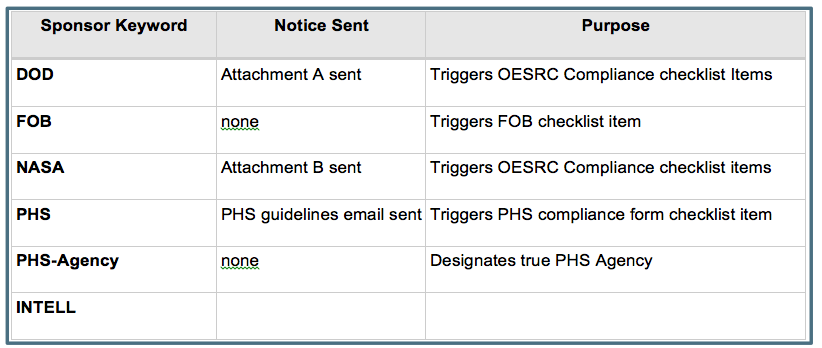 Sponsor Keyword Notice Sent Purpose
DOD Attachment A sent Triggers OESRC Compliance checklist Items
FOB none Triggers FOB checklist item
NASA Attachment B sent Triggers OESRC Compliance checklist items
PHS PHS guidelines email sent Triggers PHS compliance form checklist item
PHS-Agency none Designates true PHS Agency
INTELL